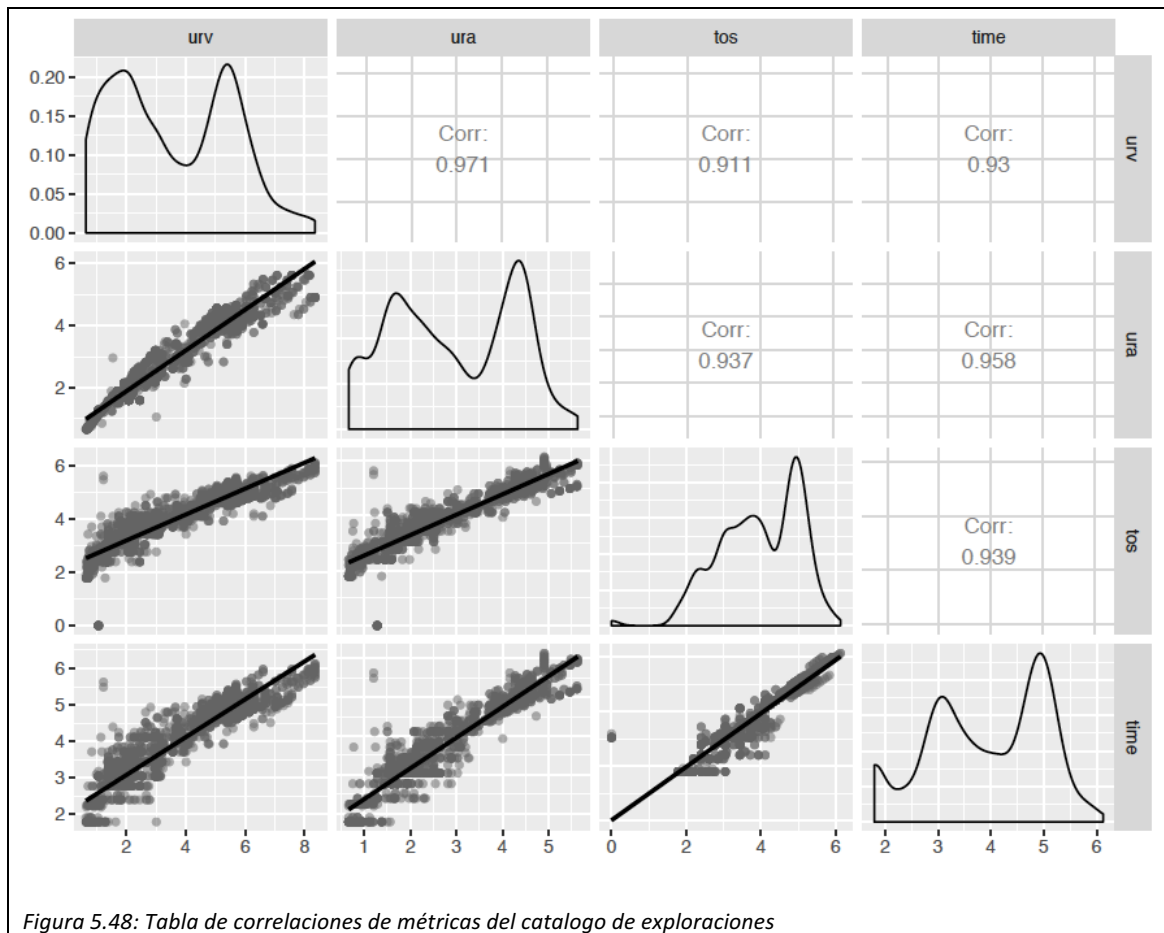 urv ura tos time
0.20
0.15
0.10
0.05
0.00
Corr:
0.971
Corr:
0.911
Corr:
0.93
urv
6
4
2
Corr:
0.937
Corr:
0.958
ura
6
4
2
0
Corr:
0.939
tos
6
5
4
3
2
time
2 4 6 8 1 2 3 4 5 0 2 4 6 2 3 4 5 6
Figura 5.48: Tabla de correlaciones de métricas del catalogo de exploraciones